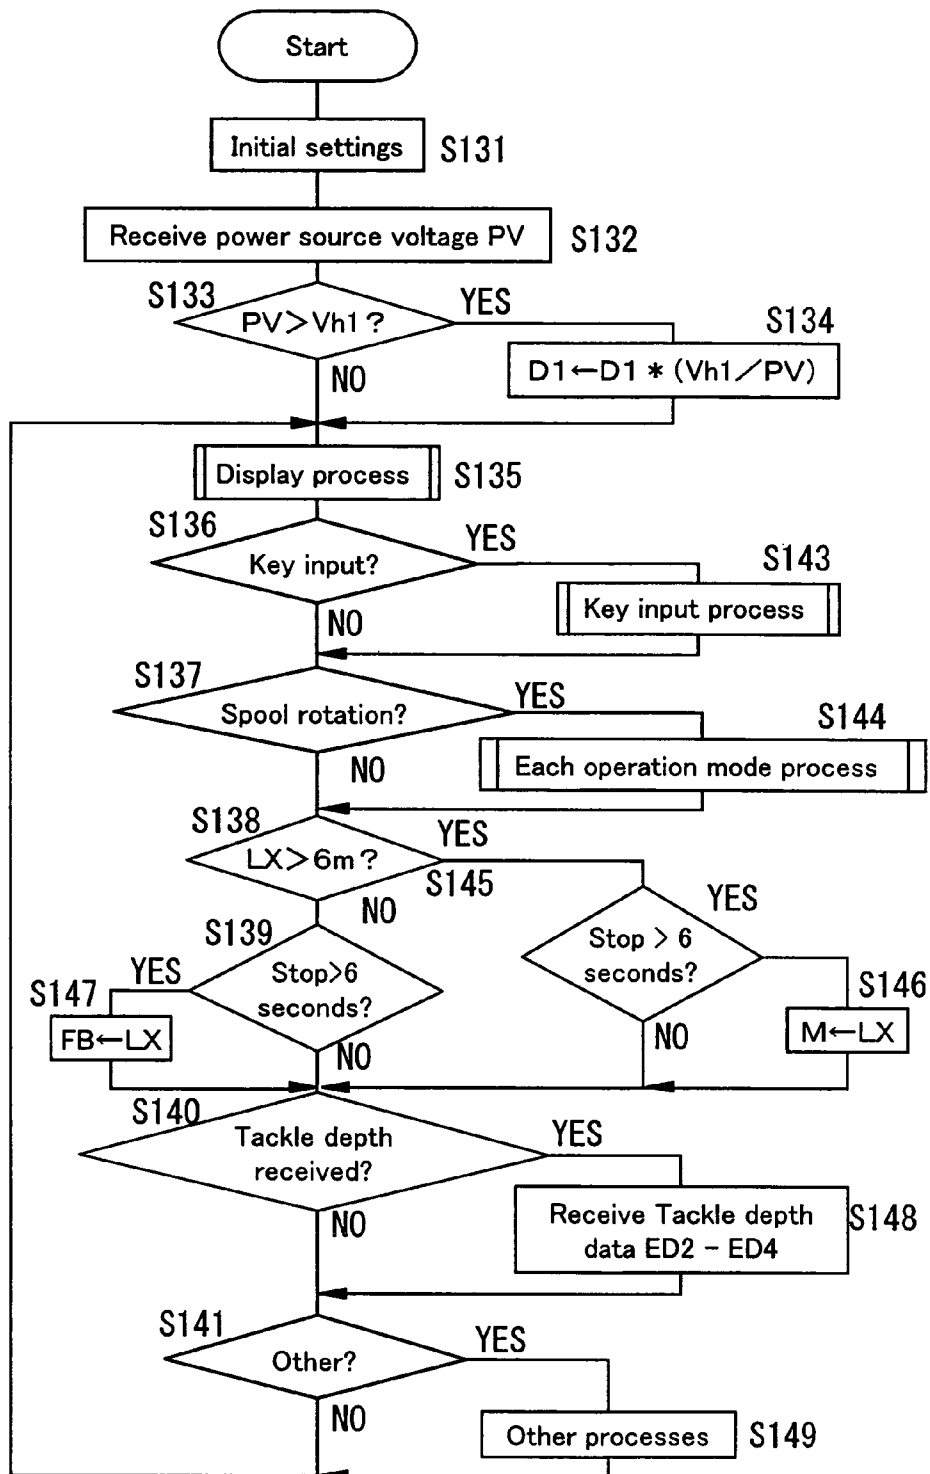 Start
Initial settings
S131
Receive power source voltage PV
S132
S133
PV>Vh1?
YES
NO
S134
D1←D1*(Vh1/PV)
Display process
S135
S136
Key input?
YES
NO
S143
Key input process
S137
Spool rotation?
YES
NO
S144
Each operation mode process
S138
LX>6m?
YES
NO
S145
Stop > 6
seconds?
YES
NO
S146
M←LX
S139
Stop>6
seconds?
YES
NO
S147
FB←LX
S140
Tackle depth
received?
YES
NO
Receive Tackle depth
data ED2 - ED4
S148
S141
Other?
YES
NO
Other processes
S149